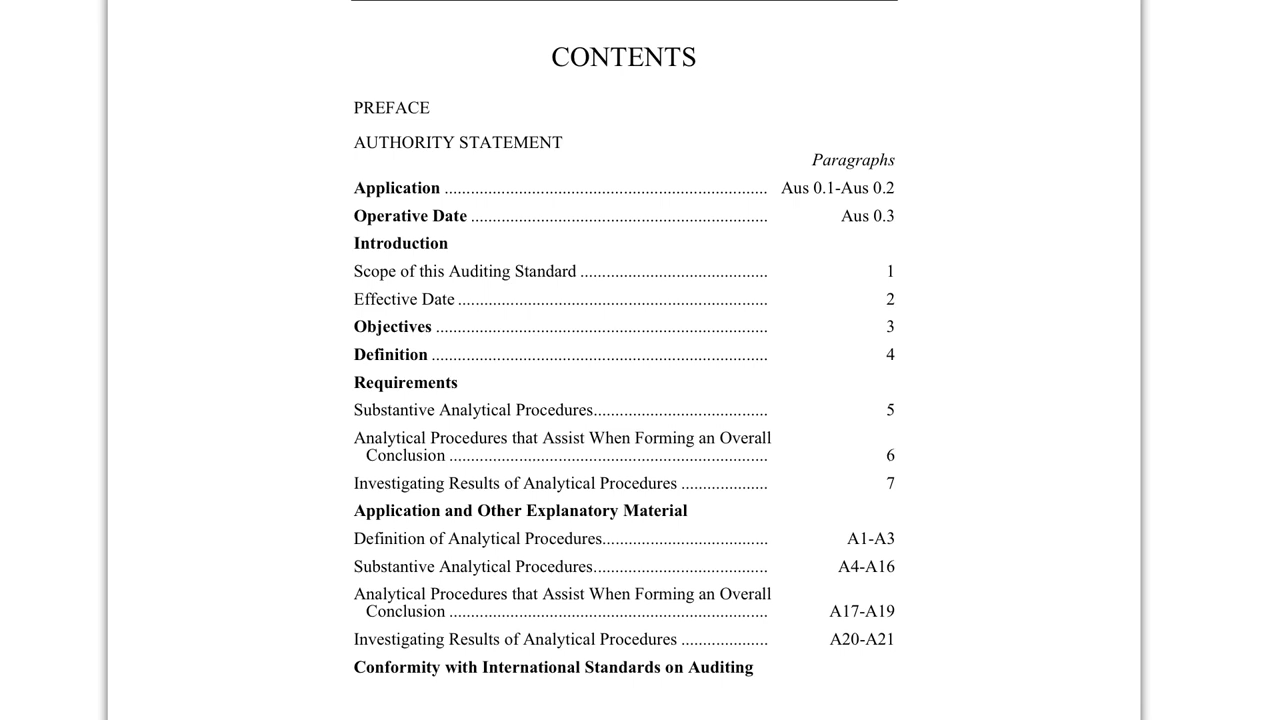 CONTENTS
PREFACE
AUTHORITY STATEMENT
Paragraphs
Application ........................................................................... Aus 0.1-Aus 0.2
Operative Date ..................................................................... Aus 0.3
Introduction
Scope of this Auditing Standard ........................................... 1
Effective Date ....................................................................... 2
Objectives ............................................................................ 3
Definition ............................................................................. 4
Requirements
Substantive Analytical Procedures........................................ 5
Analytical Procedures that Assist When Forming an Overall
Conclusion ......................................................................... 6
Investigating Results of Analytical Procedures .................... 7
Application and Other Explanatory Material
Definition of Analytical Procedures...................................... A1-A3
Substantive Analytical Procedures........................................ A4-A16
Analytical Procedures that Assist When Forming an Overall
Conclusion ......................................................................... A17-A19
Investigating Results of Analytical Procedures .................... A20-A21
Conformity with International Standards on Auditing